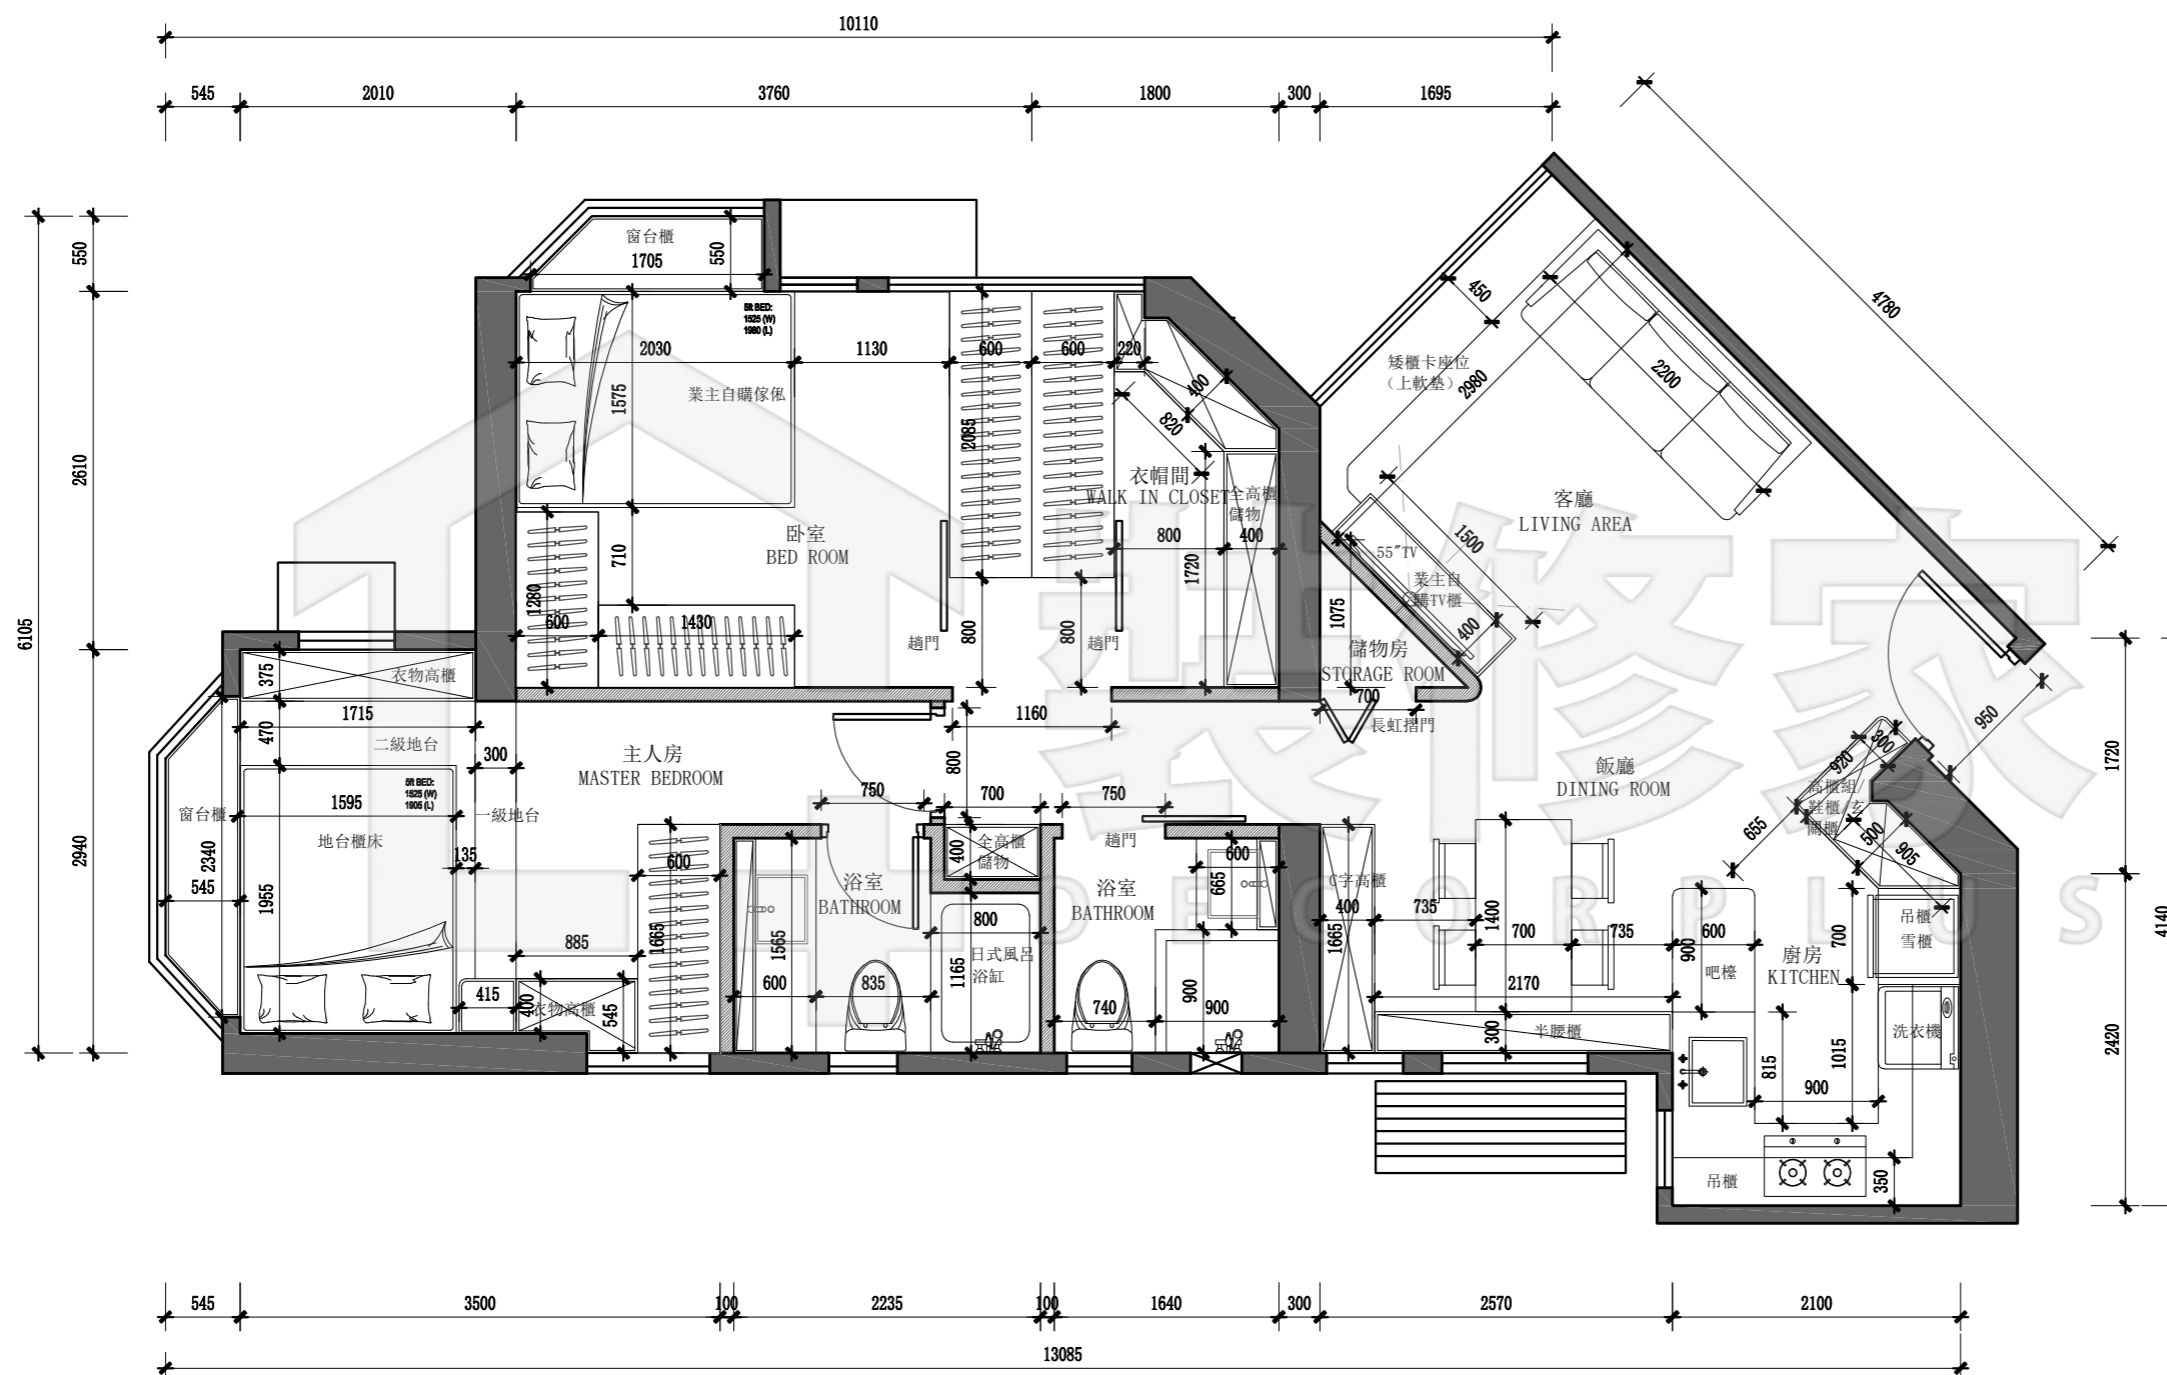 10110
545
2010
3760
1800
300
1695
6105
550
2610
2940
4780
4140
1720
2420
950
窗台櫃
1705
550
5ft BED:
1525 (W)
1980 (L)
2030
1130
600
600
220
業主自購傢俬
1575
2085
400
820
衣帽間
WALK IN CLOSET
全高櫃
儲物
800
400
1720
卧室
BED ROOM
710
1280
600
1430
趟門
800
800
趟門
450
矮櫃卡座位
（上軟墊）
2980
2200
客廳
LIVING AREA
55"TV
1500
業主自
購TV櫃
400
1075
儲物房
STORAGE ROOM
700
長虹摺門
375
衣物高櫃
1715
470
二級地台
300
主人房
MASTER BEDROOM
1160
800
750
700
750
趟門
5ft BED:
1525 (W)
1905 (L)
窗台櫃
1595
一級地台
地台櫃床
2340
545
1955
135
600
885
1665
415
400
衣物高櫃
545
浴室
BATHROOM
1565
600
835
全高櫃
儲物
400
800
1165
日式風呂
浴缸
浴室
BATHROOM
600
665
740
900
900
飯廳
DINING ROOM
C字高櫃
400
1665
735
1400
700
735
2170
300
半腰櫃
920
300
高櫃組/
鞋櫃/玄
關櫃
655
500
905
900
600
吧檯
廚房
KITCHEN
700
吊櫃
雪櫃
洗衣機
815
1015
900
吊櫃
350
545
3500
100
2235
100
1640
300
2570
2100
13085
裝修家
DECOR PLUS